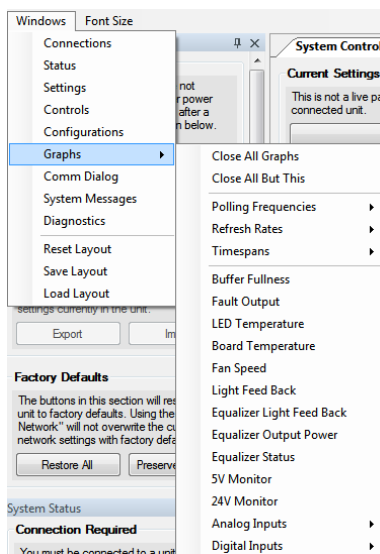 Windows Font Size
Connections
Status
Settings
Controls
Configurations
Graphs
Comm Dialog
System Messages
Diagnostics
Reset Layout
Save Layout
Load Layout
not
power
after a
n below.
System Contro
Current Settings
This is not a live pa
connected unit.
Close All Graphs
Close All But This
Polling Frequencies
Refresh Rates
Timespans
Buffer Fullness
Fault Output
LED Temperature
Board Temperature
Fan Speed
Light Feed Back
Equalizer Light Feed Back
Equalizer Output Power
Equalizer Status
5V Monitor
24V Monitor
Analog Inputs
Digital Inputs
settings currently in the unit.
Export Im
Factory Defaults
The buttons in this section will res
unit to factory defaults. Using the
Network" will not overwrite the cu
network settings with factory defa
Restore All Preserve
System Status
Connection Required
You must be connected to a unit